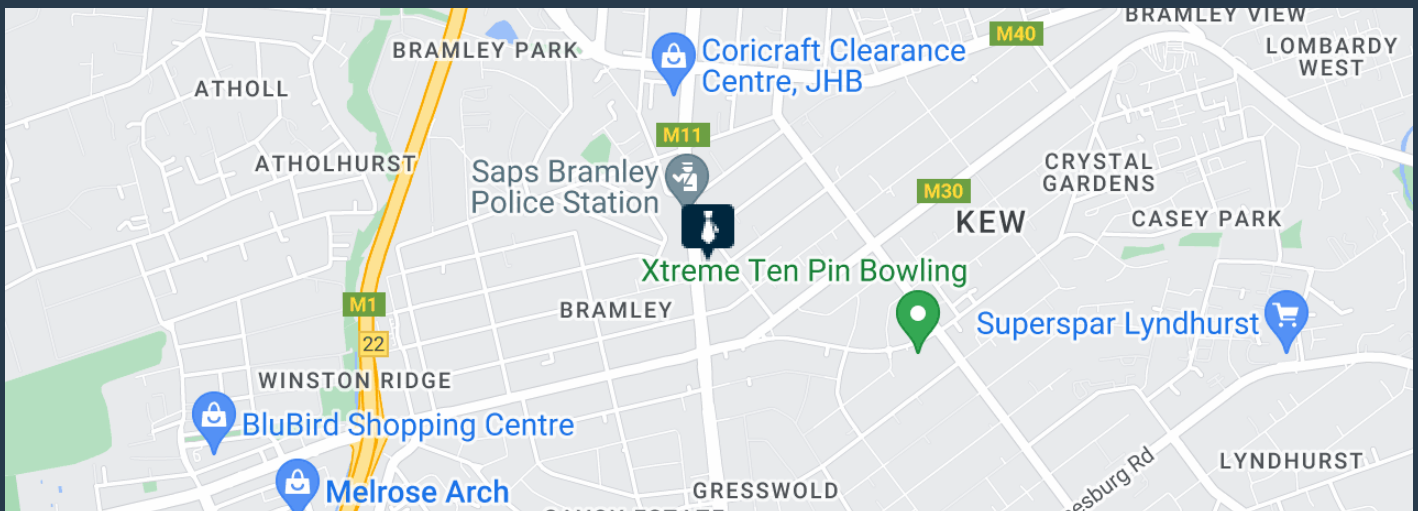 BRAMLEY VIEW
M40
BRAMLEY PARK
Coricraft Clearance
Centre, JHB
LOMBARDY
WEST
ATHOLL
M11
ATHOLHURST
Saps Bramley
Police Station
CRYSTAL
GARDENS
M30
KEW
CASEY PARK
Xtreme Ten Pin Bowling
M1
BRAMLEY
Superspar Lyndhurst
22
WINSTON RIDGE
BluBird Shopping Centre
LYNDHURST
Melrose Arch
GRESSWOLD
esburg Rd